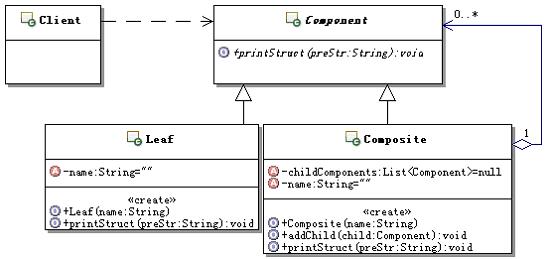 Client
Component
+printStruct(preStr:String):void
0..*
1
Leaf
-name:String=""
«create»
+Leaf(name:String)
+printStruct(preStr:String):void
Composite
-childComponents:List<Component>=null
-name:String=""
«create»
+Composite(name:String)
+addChild(child:Component):void
+printStruct(preStr:String):void